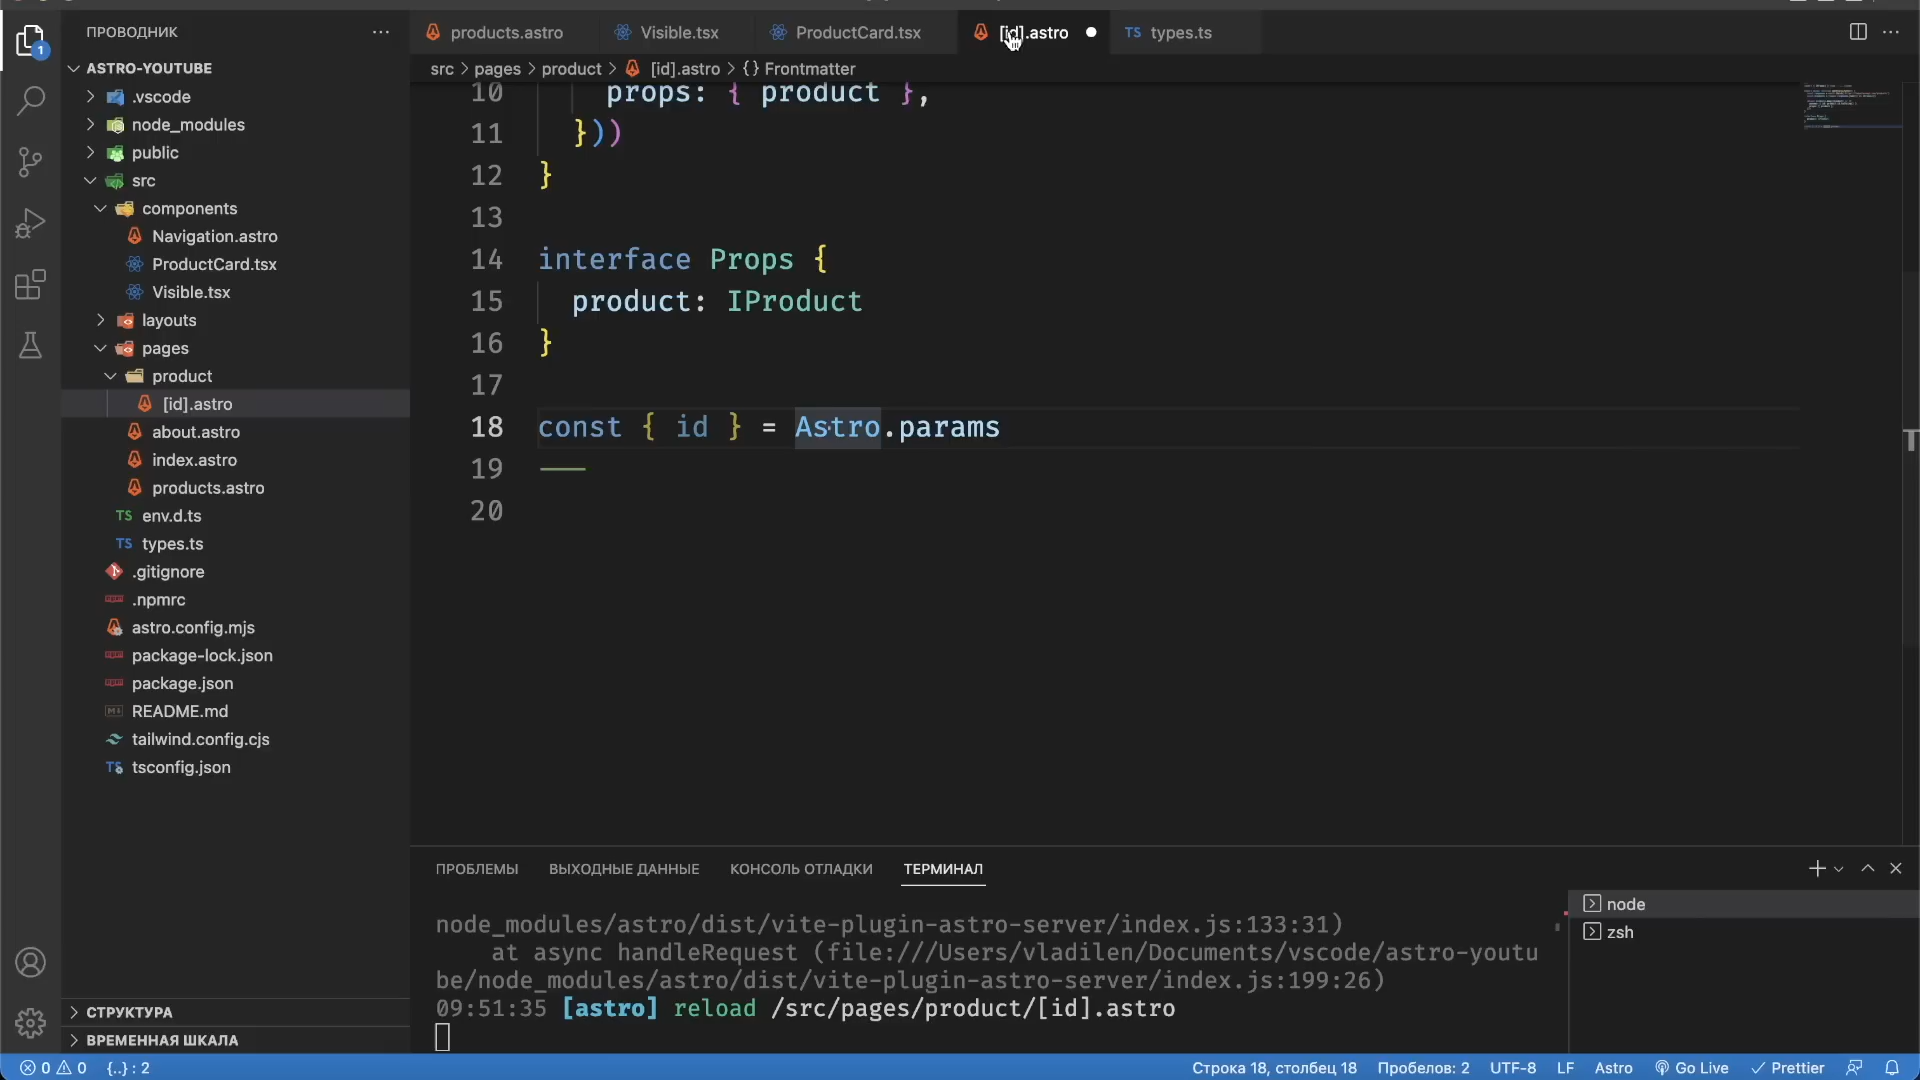 ПРОВОДНИК
ASTRO-YOUTUBE
.vscode
node_modules
public
src
components
Navigation.astro
ProductCard.tsx
Visible.tsx
layouts
pages
product
[id].astro
about.astro
index.astro
products.astro
TS env.d.ts
TS types.ts
.gitignore
.npmrc
astro.config.mjs
package-lock.json
package.json
README.md
tailwind.config.cjs
TS tsconfig.json
СТРУКТУРА
ВРЕМЕННАЯ ШКАЛА
1
products.astro Visible.tsx ProductCard.tsx [id].astro TS types.ts
src > pages > product > [id].astro > {} Frontmatter
10 props: { product },
11 }))
12 }
13
14 interface Props {
15 product: IProduct
16 }
17
18 const { id } = Astro.params
19 ---
20
ПРОБЛЕМЫ ВЫХОДНЫЕ ДАННЫЕ КОНСОЛЬ ОТЛАДКИ ТЕРМИНАЛ
node_modules/astro/dist/vite-plugin-astro-server/index.js:133:31)
at async handleRequest (file:///Users/vladilen/Documents/vscode/astro-youtu
be/node_modules/astro/dist/vite-plugin-astro-server/index.js:199:26)
09:51:35 [astro] reload /src/pages/product/[id].astro
node
zsh
0 0 {..} : 2 Строка 18, столбец 18 Пробелов: 2 UTF-8 LF Astro Go Live Prettier